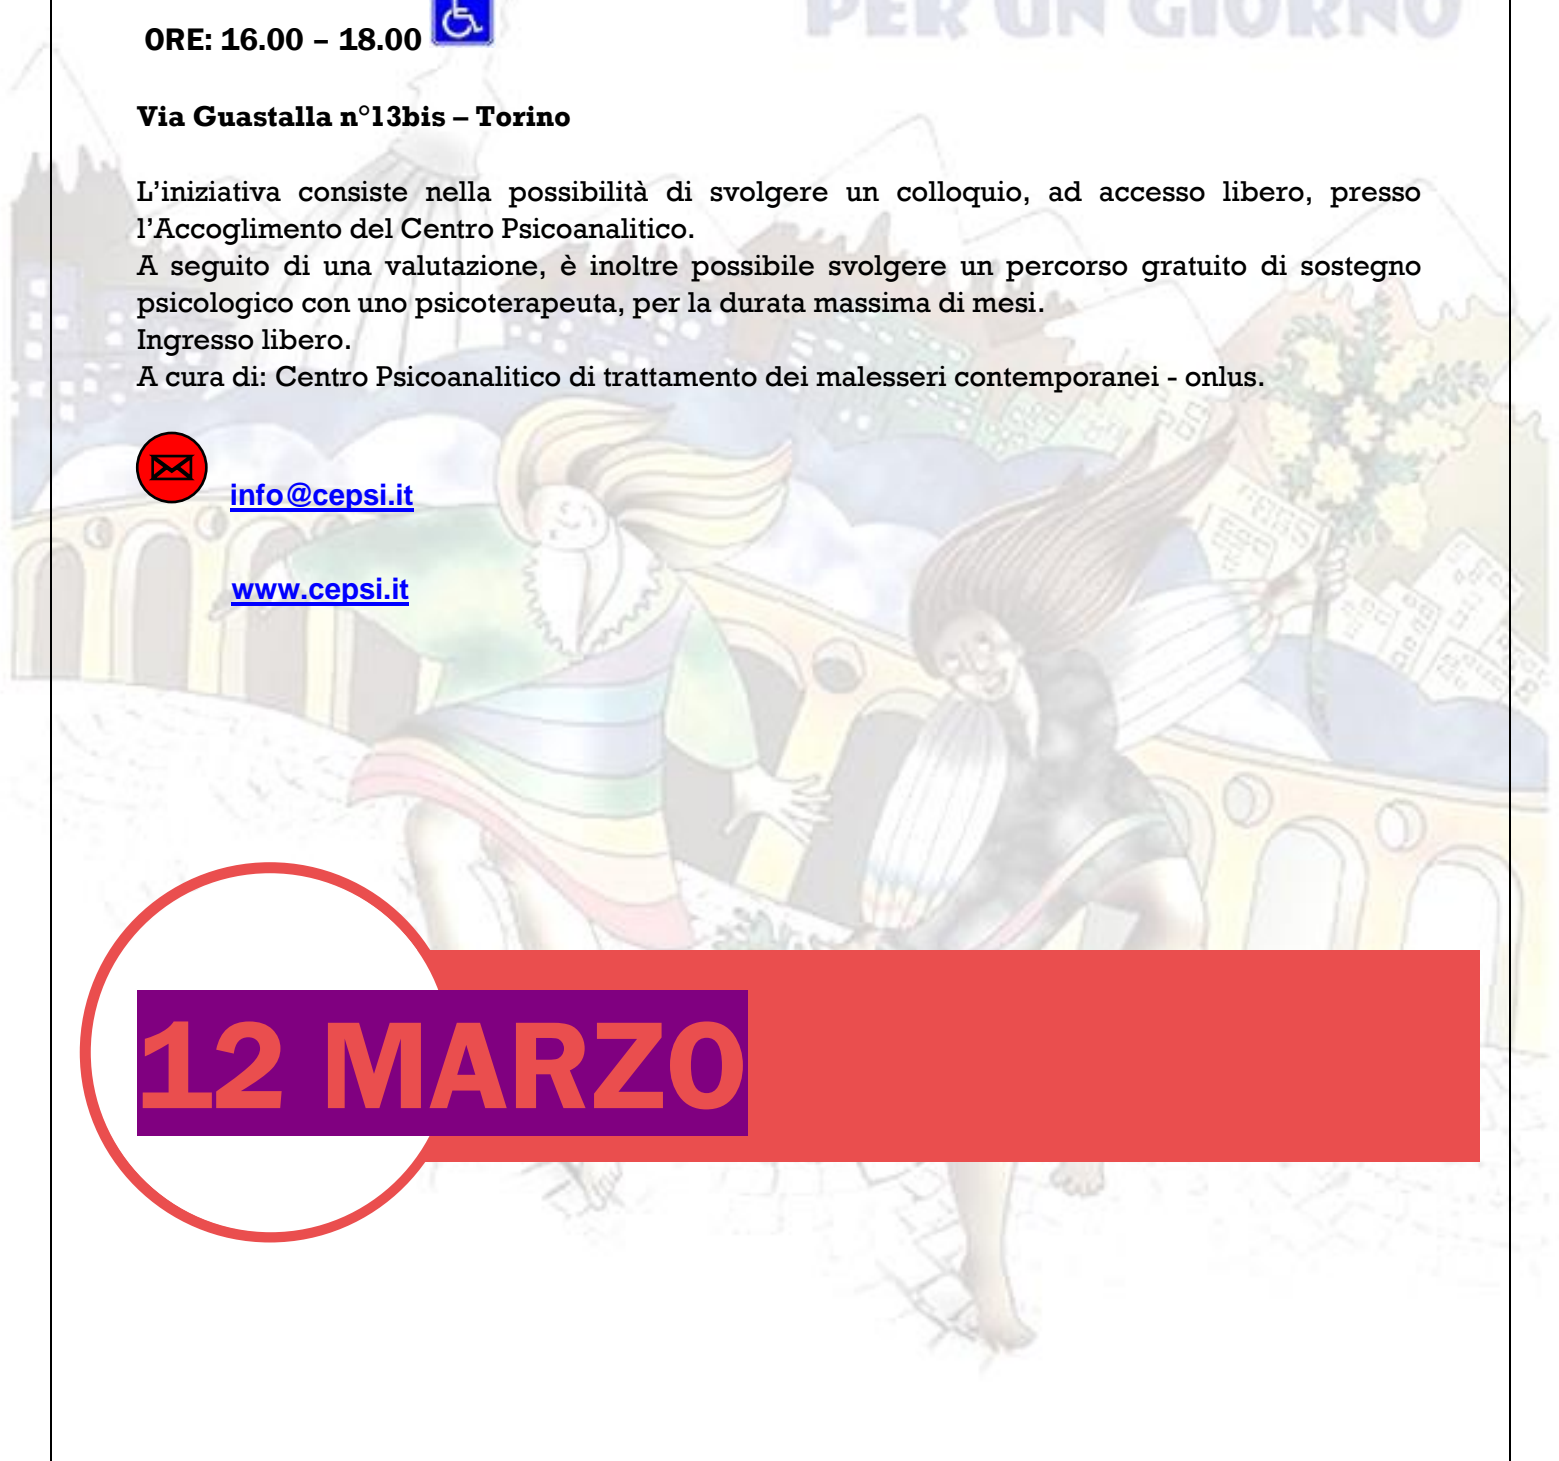 PER UN GIORNO
ORE: 16.00 – 18.00
Via Guastalla n°13bis – Torino
L’iniziativa consiste nella possibilità di svolgere un colloquio, ad accesso libero, presso
l’Accoglimento del Centro Psicoanalitico.
A seguito di una valutazione, è inoltre possibile svolgere un percorso gratuito di sostegno
psicologico con uno psicoterapeuta, per la durata massima di mesi.
Ingresso libero.
A cura di: Centro Psicoanalitico di trattamento dei malesseri contemporanei - onlus.
info@cepsi.it
www.cepsi.it
12 MARZO